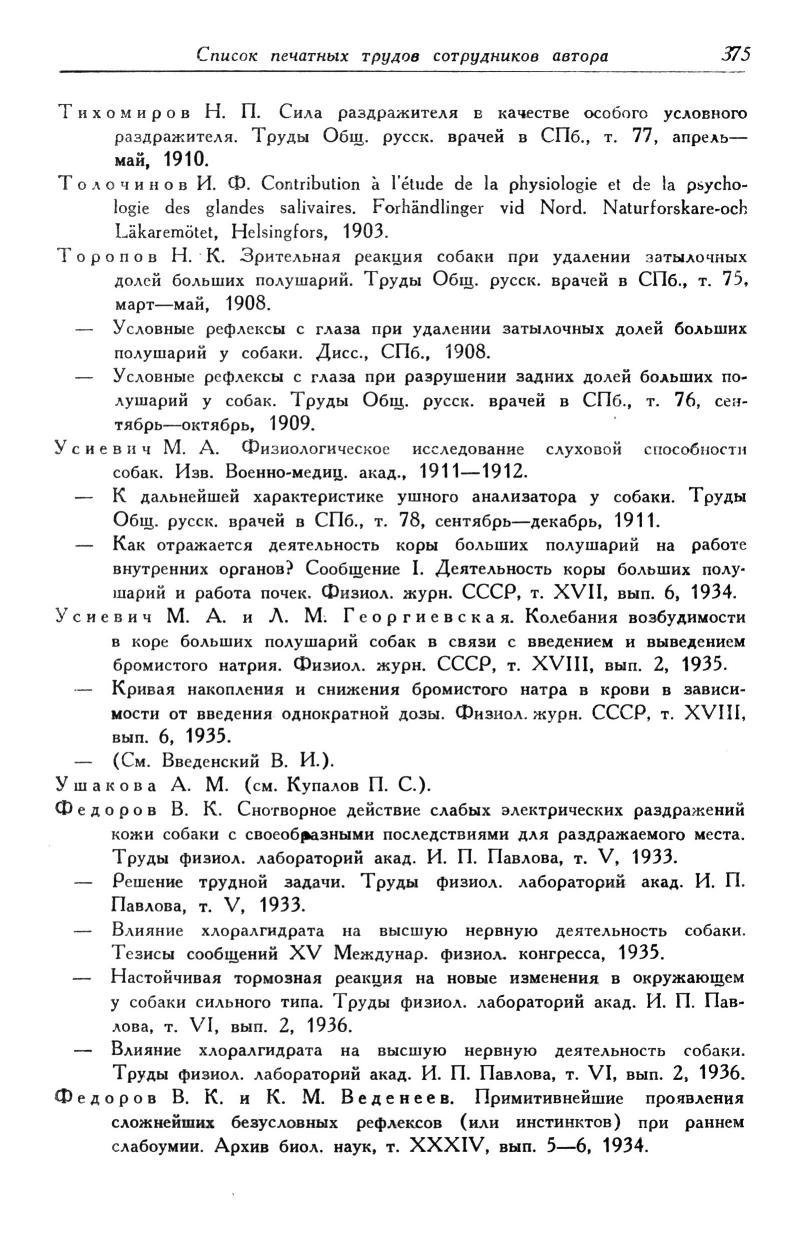 Список печатных трудов сотрудников автора 375
Тихомиров Н. П. Сила раздражителя в качестве особого условного
раздражителя. Труды Общ. русск. врачей в СПб., т. 77, апрель—
май, 1910.
Толочинов И. Ф. Contribution à l'étude de la physiologie et de la psycho-
logie des glandes salivaires. Forhändlinger vid Nord. Naturforskare-och
Läkaremötet, Helsingfors, 1903.
Торопов Н. К. Зрительная реакция собаки при удалении затылочных
долей больших полушарий. Труды Общ. русск. врачей в СПб., т. 75,
март—май, 1908.
— Условные рефлексы с глаза при удалении затылочных долей больших
полушарий у собаки. Дисс., СПб., 1908.
— Условные рефлексы с глаза при разрушении задних долей больших по-
лушарий у собак. Труды Общ. русск. врачей в СПб., т. 76, сен-
тябрь—октябрь, 1909.
Усиевич М. А. Физиологическое исследование слуховой способности
собак. Изв. Военно-медиц. акад., 1911—1912.
— К дальнейшей характеристике ушного анализатора у собаки. Труды
Общ. русск. врачей в СПб., т. 78, сентябрь—декабрь, 1911.
— Как отражается деятельность коры больших полушарий на работе
внутренних органов? Сообщение I. Деятельность коры больших полу-
шарий и работа почек. Физиол. журн. СССР, т. XVII, вып. 6, 1934.
Усиевич М. А. и Л. М. Георгиевская. Колебания возбудимости
в коре больших полушарий собак в связи с введением и выведением
бромистого натрия. Физиол. журн. СССР, т. XVIII, вып. 2, 1935.
— Кривая накопления и снижения бромистого натра в крови в зависи-
мости от введения однократной дозы. Физиол. журн. СССР, т. XVIII,
вып. 6, 1935.
— (См. Введенский В. И.).
Ушакова А. М. (см. Купалов П. С.).
Федоров В. К. Снотворное действие слабых электрических раздражений
кожи собаки с своеобразными последствиями для раздражаемого места.
Труды физиол. лабораторий акад. И. П. Павлова, т. V, 1933.
— Решение трудной задачи. Труды физиол. лабораторий акад. И. П.
Павлова, т. V, 1933.
— Влияние хлоралгидрата на высшую нервную деятельность собаки.
Тезисы сообщений XV Междунар. физиол. конгресса, 1935.
— Настойчивая тормозная реакция на новые изменения в окружающем
у собаки сильного типа. Труды физиол. лабораторий акад. И. П. Пав-
лова, т. VI, вып. 2, 1936.
— Влияние хлоралгидрата на высшую нервную деятельность собаки.
Труды физиол. лабораторий акад. И. П. Павлова, т. VI, вып. 2, 1936.
Федоров В. К. и К. М. Веденеев. Примитивнейшие проявления
сложнейших безусловных рефлексов (или инстинктов) при раннем
слабоумии. Архив биол. наук, т. XXXIV, вып. 5—6, 1934.